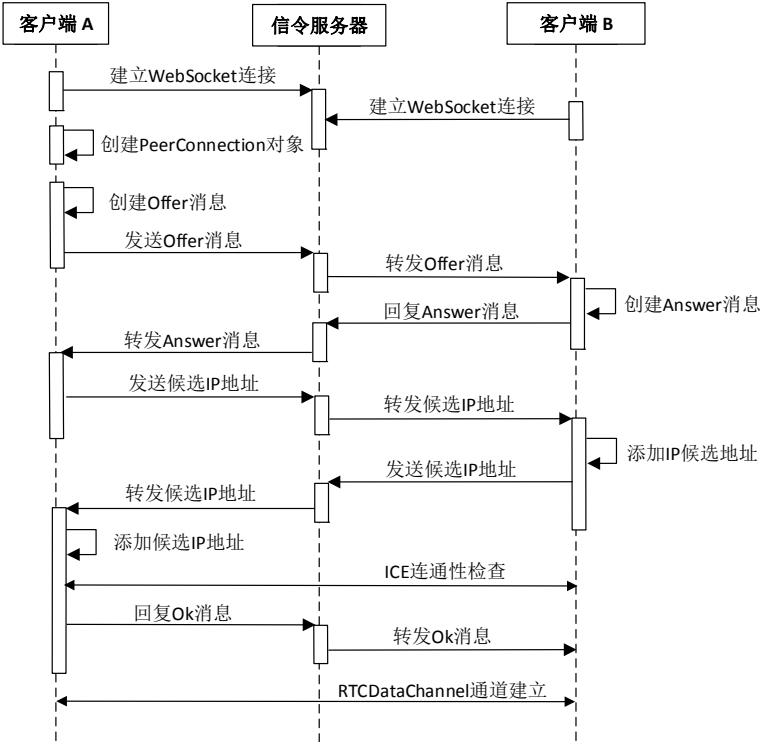 客户端 A
信令服务器
客户端 B
建立WebSocket连接
建立WebSocket连接
创建PeerConnection对象
创建Offer消息
发送Offer消息
转发Offer消息
创建Answer消息
回复Answer消息
转发Answer消息
发送候选IP地址
转发候选IP地址
添加IP候选地址
发送候选IP地址
转发候选IP地址
添加候选IP地址
ICE连通性检查
回复Ok消息
转发Ok消息
RTCDataChannel通道建立